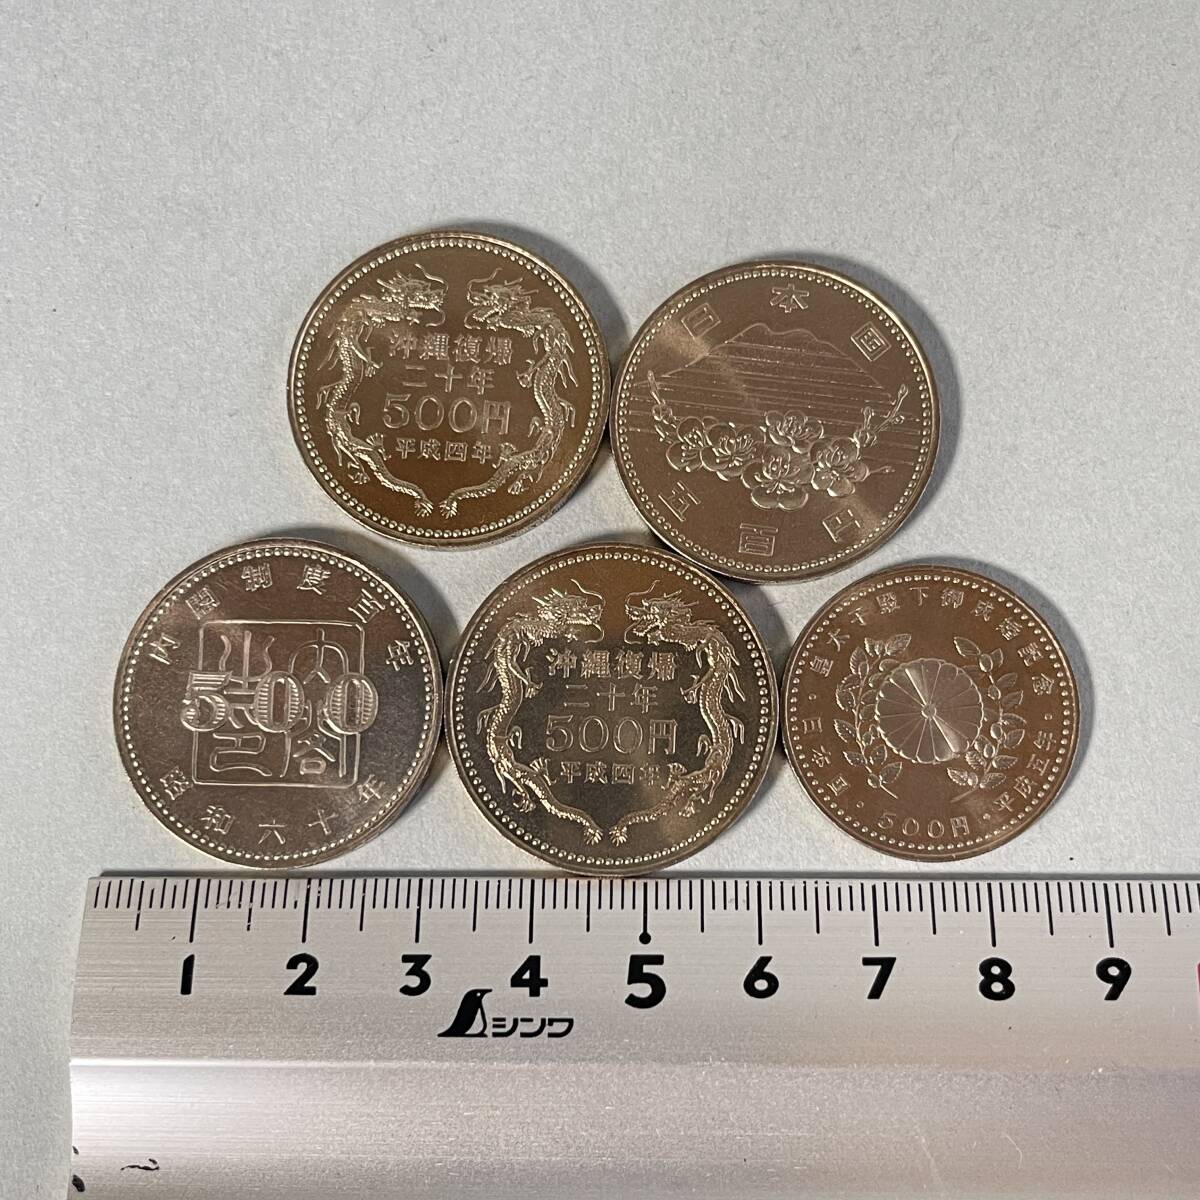 沖縄復帰
二十年
500円
平成四年
日本国
五百円
内閣制度百年
内閣
之印
500
昭和六十年
沖縄復帰
二十年
500円
平成四年
日本国・皇太子殿下御成婚記念・平成五年・
500円
1 2 3 4 5 6 7 8 9
シンワ